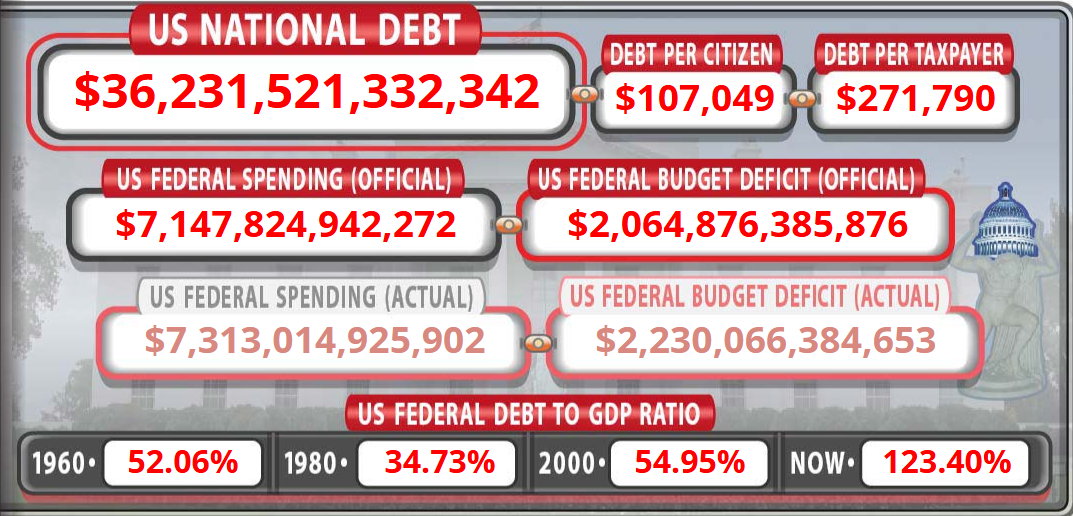 US NATIONAL DEBT
$36,231,521,332,342
DEBT PER CITIZEN
$107,049
DEBT PER TAXPAYER
$271,790
US FEDERAL SPENDING (OFFICIAL)
$7,147,824,942,272
US FEDERAL BUDGET DEFICIT (OFFICIAL)
$2,064,876,385,876
US FEDERAL SPENDING (ACTUAL)
$7,313,014,925,902
US FEDERAL BUDGET DEFICIT (ACTUAL)
$2,230,066,384,653
US FEDERAL DEBT TO GDP RATIO
1960• 52.06% 1980• 34.73% 2000• 54.95% NOW• 123.40%